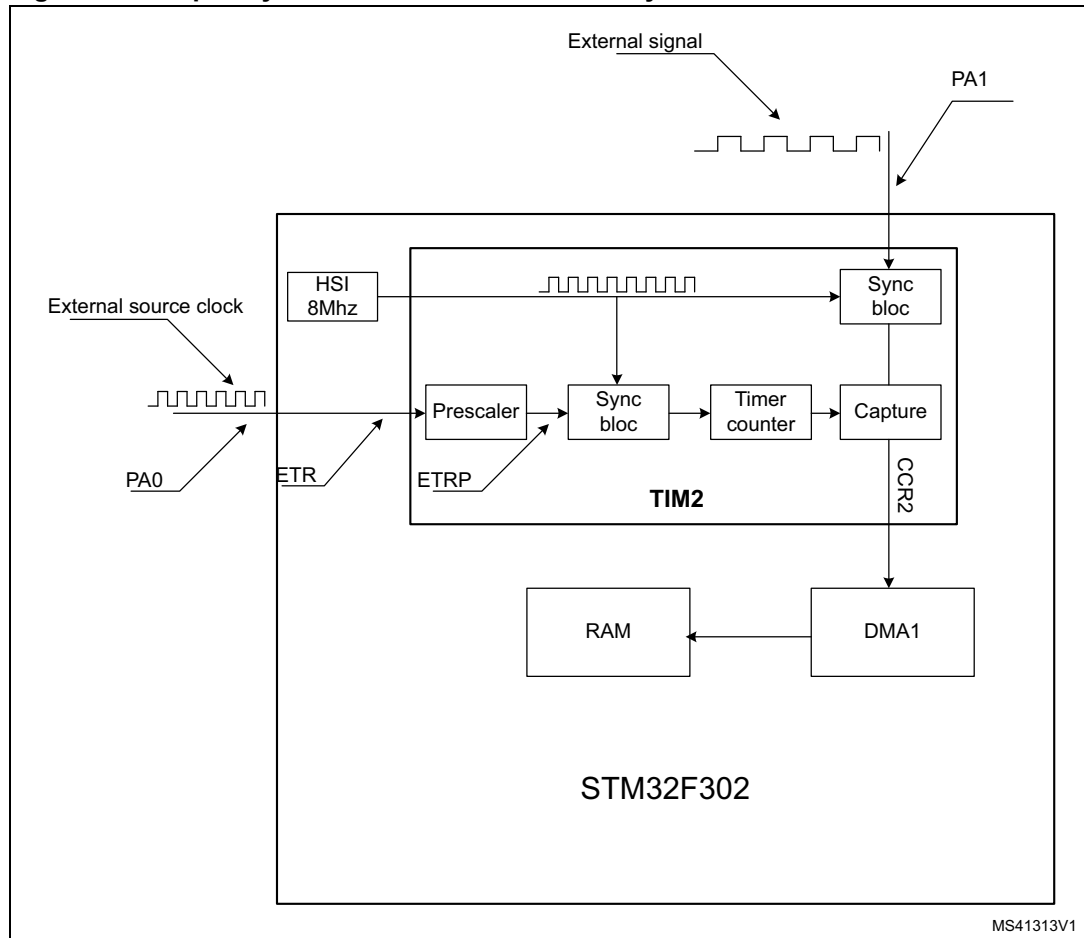 External signal
PA1
HSI
8Mhz
Sync
bloc
External source clock
Prescaler
Sync
bloc
Timer
counter
Capture
PA0
ETR
ETRP
TIM2
CCR2
RAM
DMA1
STM32F302
MS41313V1